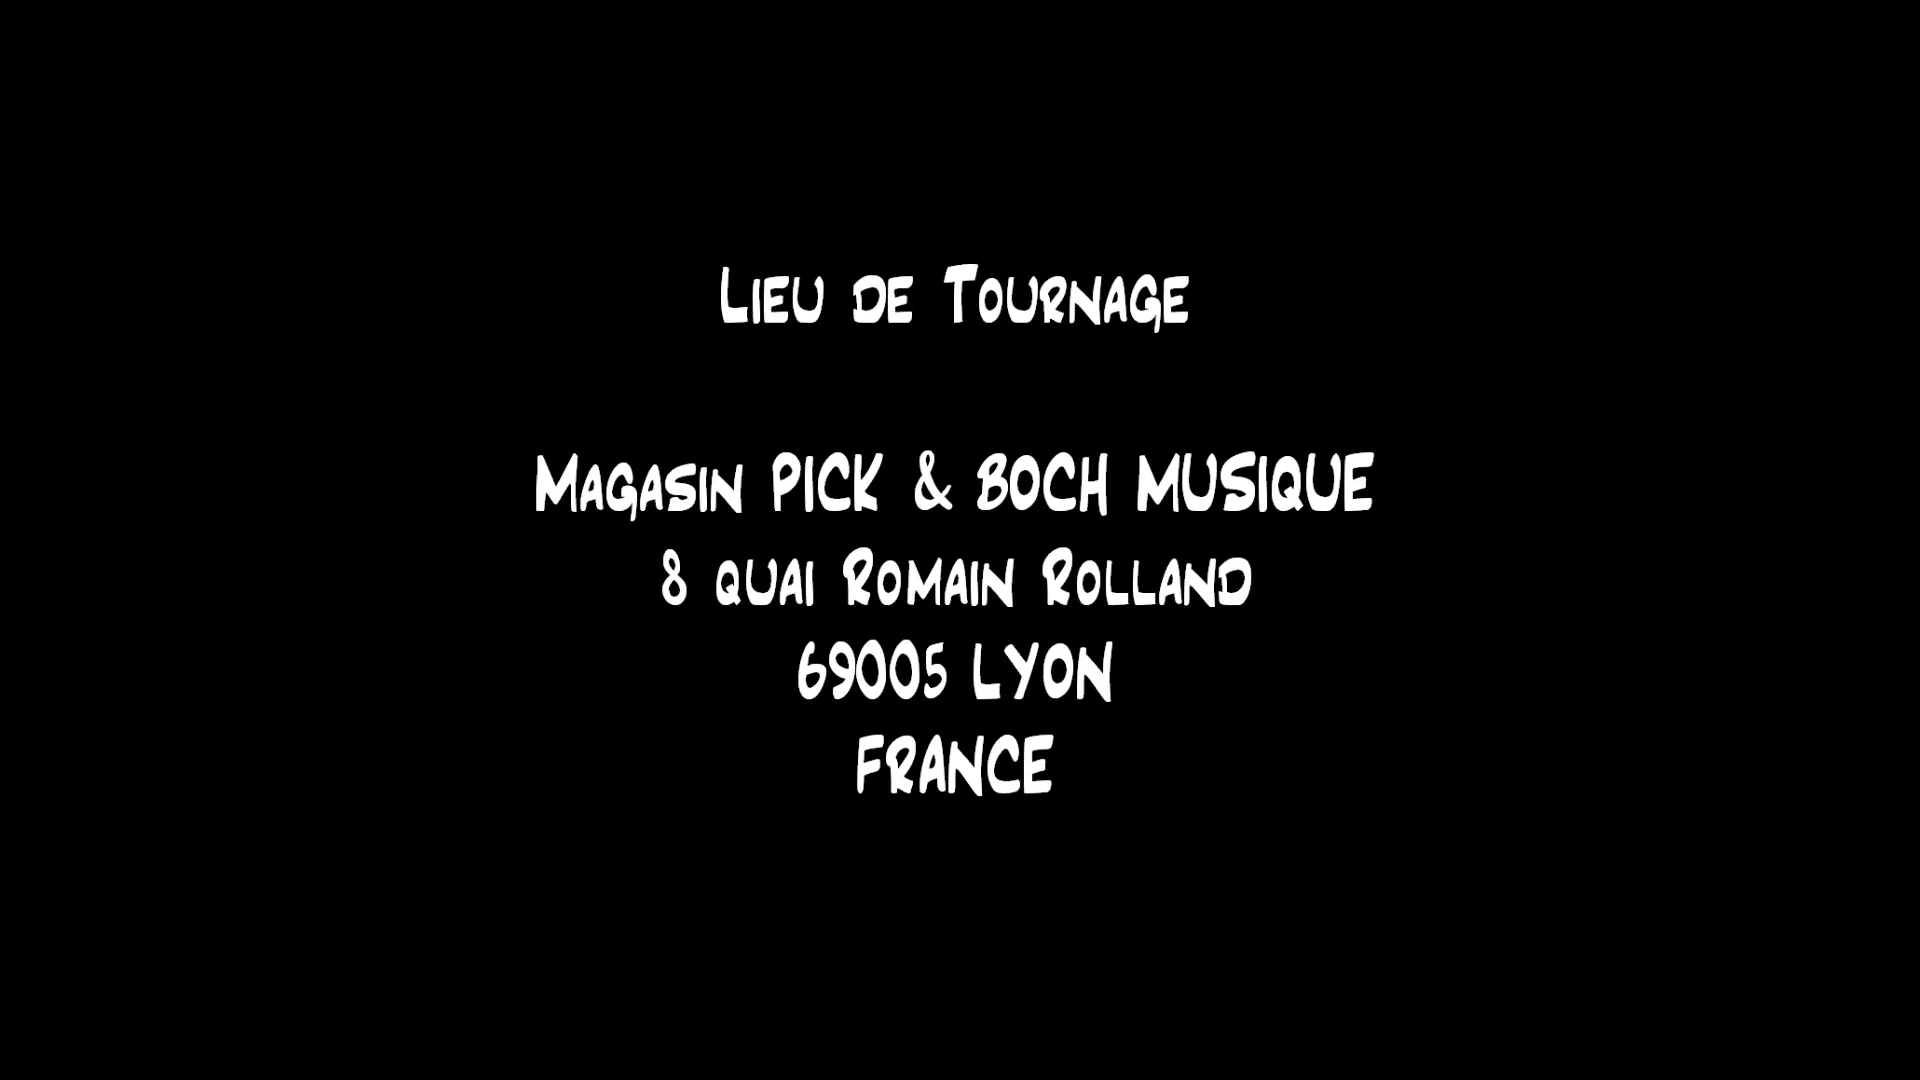 Lieu de Tournage
Magasin PICK & BOCH MUSIQUE
8 quai Romain Rolland
69005 LYON
FRANCE